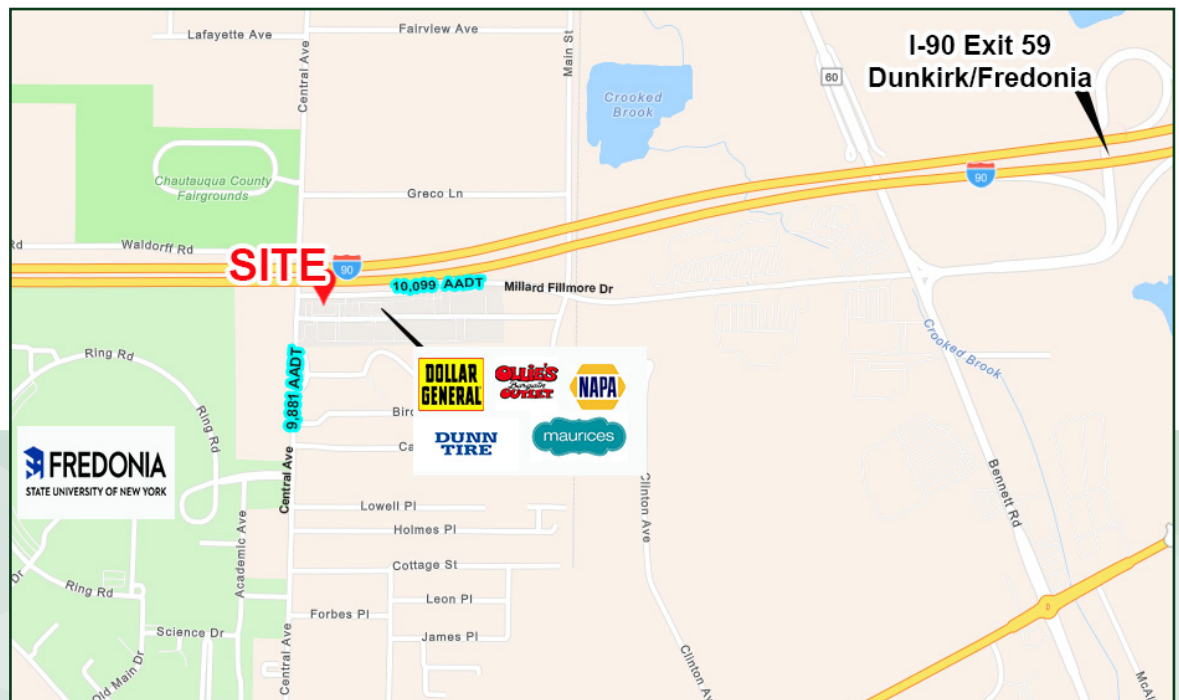 Lafayette Ave
Fairview Ave
Central Ave
Main St
I-90 Exit 59
Dunkirk/Fredonia
60
Crooked
Brook
90
Chautauqua County
Fairgrounds
Greco Ln
Rd
Waldorff Rd
SITE
90
10,099 AADT
Millard Fillmore Dr
Ring Rd
9,881 AADT
Crooked Brook
DOLLAR
GENERAL
OLLIE'S
Bargain
OUTLET
NAPA
DUNN
TIRE
maurices
Ring Rd
FREDONIA
STATE UNIVERSITY OF NEW YORK
Central Ave
Academic Ave
Lowell Pl
Holmes Pl
Clinton Ave
Bennett Rd
Cottage St
Leon Pl
Forbes Pl
James Pl
Dr
Ring Rd
Science Dr
Old Main Dr
Central Ave